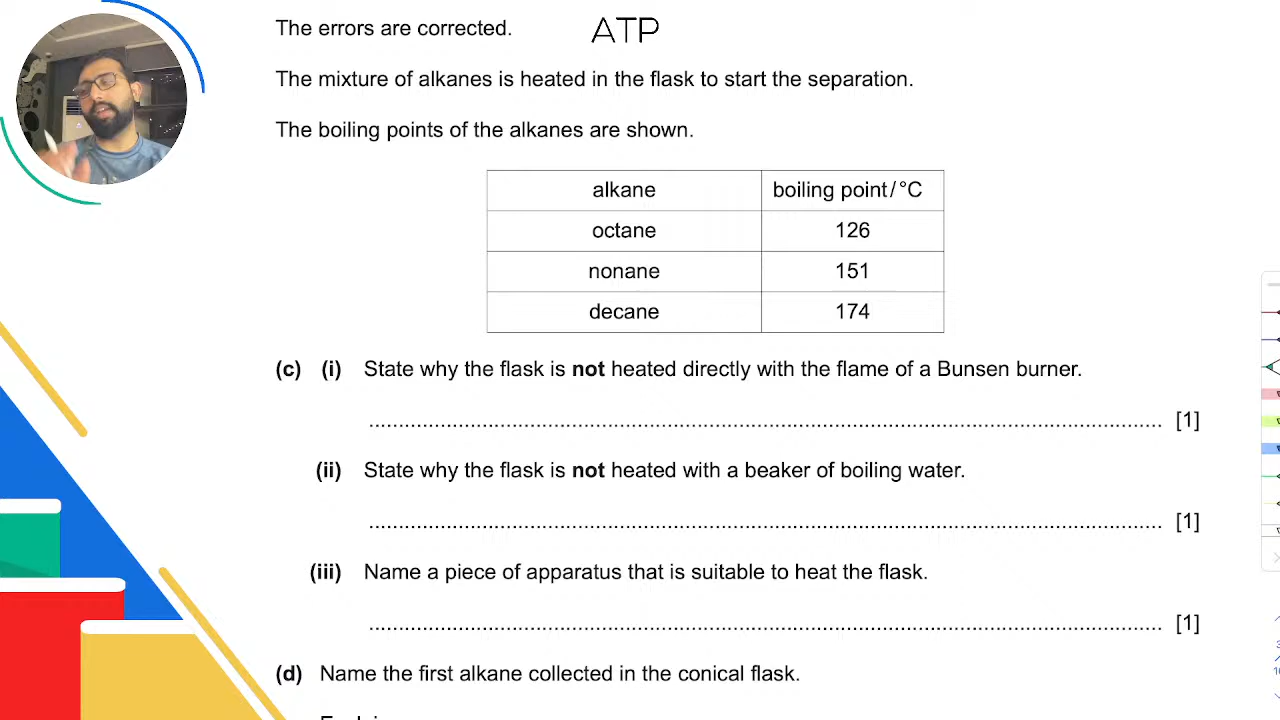 The errors are corrected. ATP
The mixture of alkanes is heated in the flask to start the separation.
The boiling points of the alkanes are shown.
alkane boiling point / °C
octane 126
nonane 151
decane 174
(c) (i) State why the flask is not heated directly with the flame of a Bunsen burner.
.................................................................................................................................... [1]
(ii) State why the flask is not heated with a beaker of boiling water.
.................................................................................................................................... [1]
(iii) Name a piece of apparatus that is suitable to heat the flask.
.................................................................................................................................... [1]
(d) Name the first alkane collected in the conical flask.